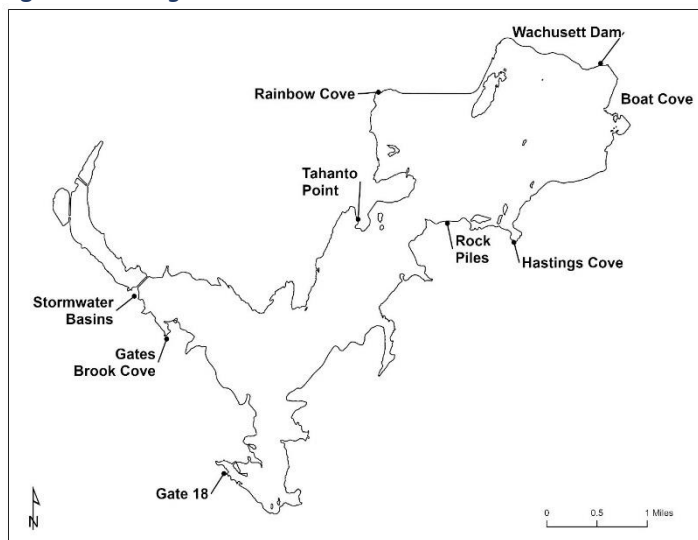 Wachusett Dam
Rainbow Cove
Boat Cove
Tahanto
Point
Rock
Piles
Hastings Cove
Stormwater
Basins
Gates
Brook Cove
Gate 18
N
0 0.5 1 Miles